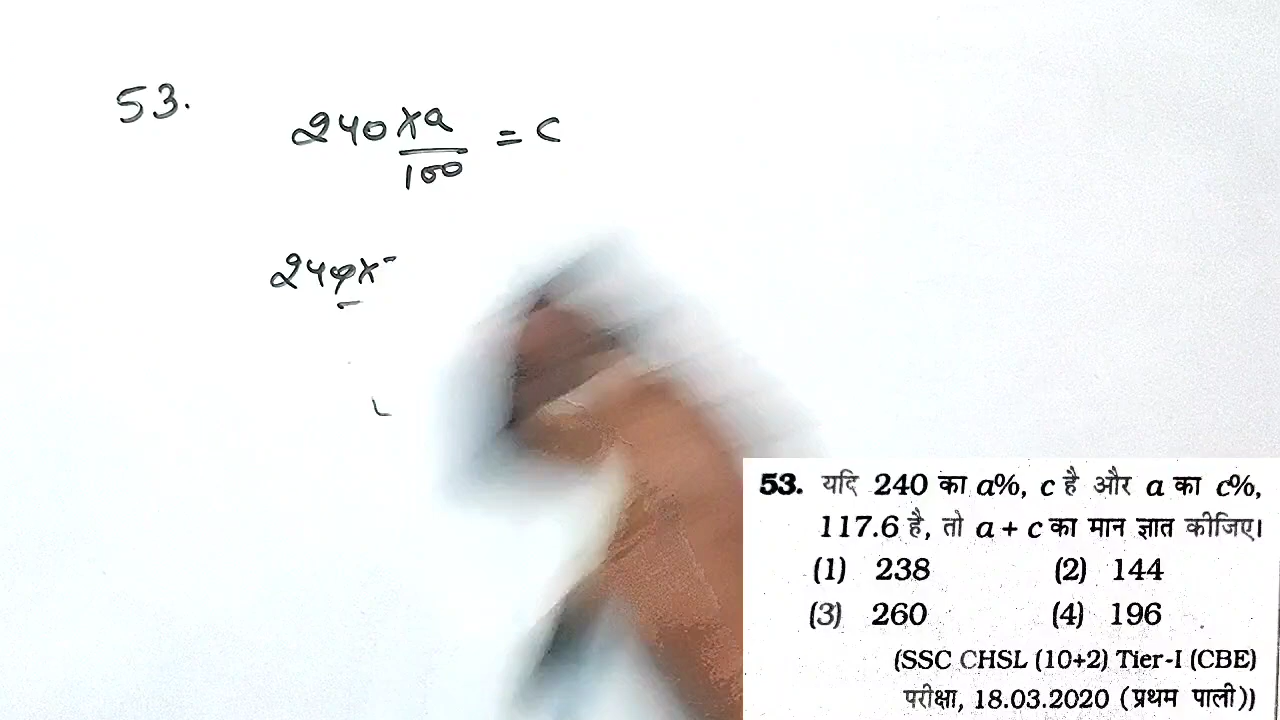 53.
240 × a / 100 = c
240 ×
53. यदि 240 का a%, c है और a का c%,
117.6 है, तो a + c का मान ज्ञात कीजिए।
(1) 238 (2) 144
(3) 260 (4) 196
(SSC CHSL (10+2) Tier-I (CBE)
परीक्षा, 18.03.2020 (प्रथम पाली))